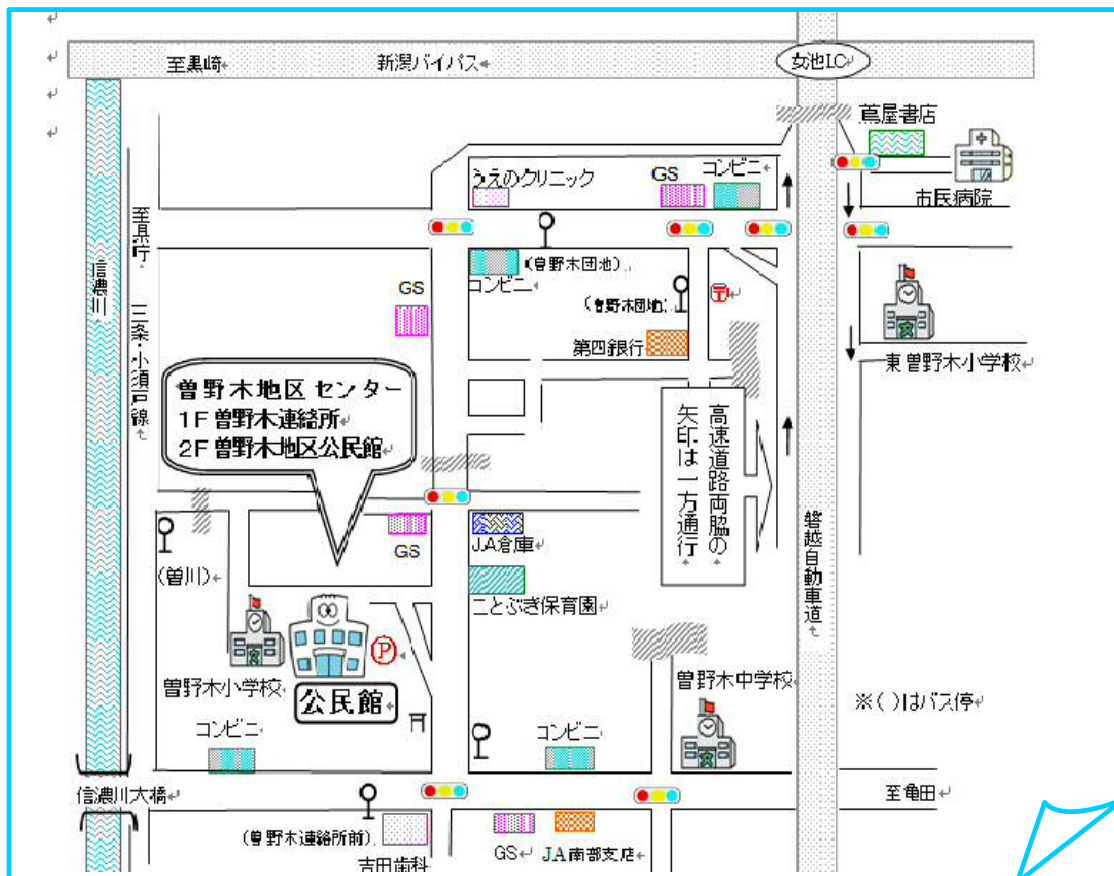 至黒崎
新潟バイパス
女池I.C
蔦屋書店
うえのクリニック
GS
コンビニ
市民病院
至県庁
三条・小須戸線
信濃川
(曽野木団地)
コンビニ
(曽野木団地)
〒
GS
第四銀行
東曽野木小学校
曽野木地区センター
1F曽野木連絡所
2F曽野木地区公民館
高速道路両脇の
矢印は一方通行
磐越自動車道
GS
JA倉庫
(曽川)
ことぶき保育園
P
曽野木小学校
公民館
曽野木中学校
※( )はバス停
コンビニ
コンビニ
信濃川大橋
至亀田
(曽野木連絡所前)
吉田歯科
GS
JA南部支店